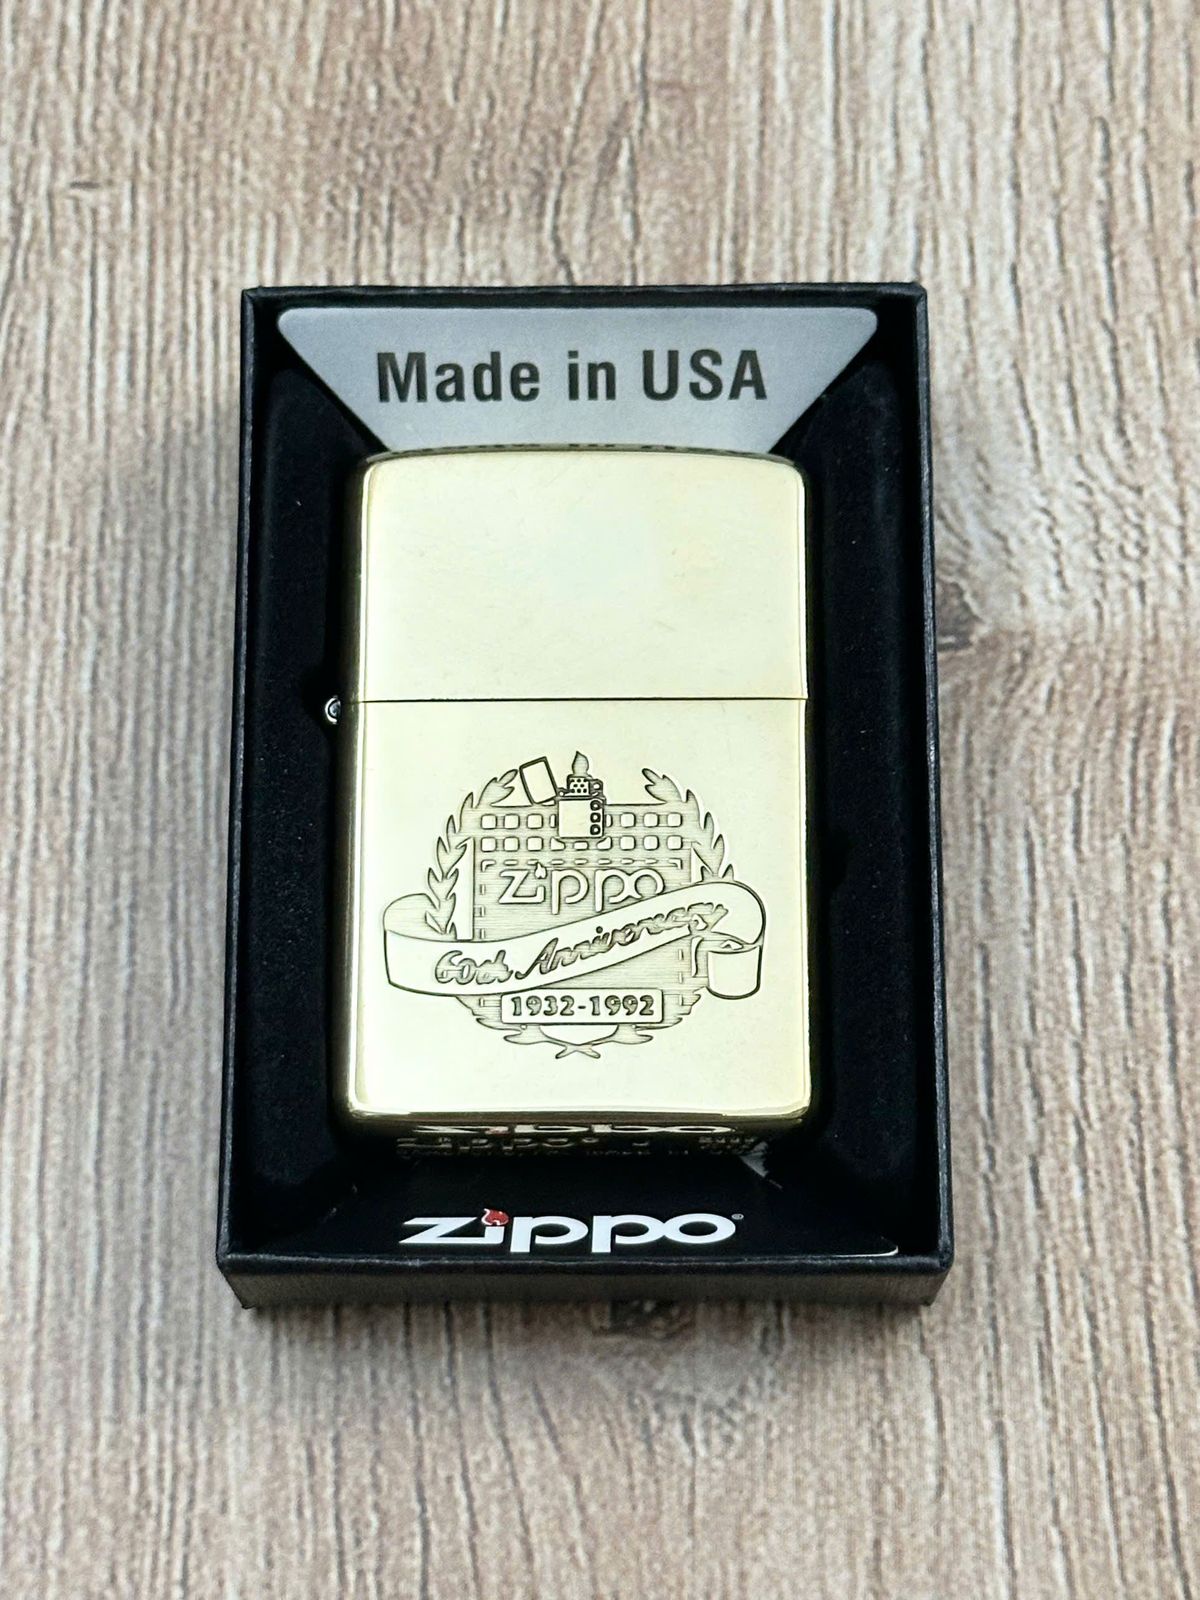 Made in USA
zippo
60th Anniversary
1932-1992
zippo®